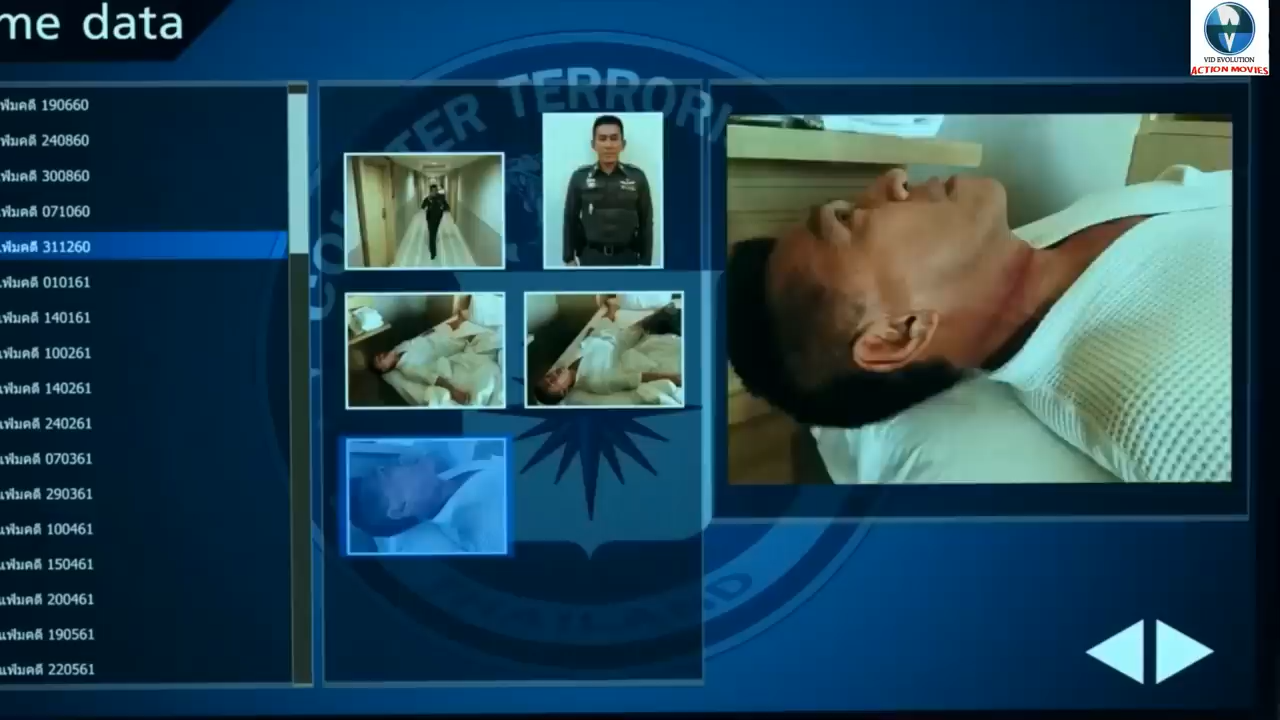 me data
แฟ้มคดี 190660
แฟ้มคดี 240860
แฟ้มคดี 300860
แฟ้มคดี 071060
แฟ้มคดี 311260
แฟ้มคดี 010161
แฟ้มคดี 140161
แฟ้มคดี 100261
แฟ้มคดี 140261
แฟ้มคดี 240261
แฟ้มคดี 070361
แฟ้มคดี 290361
แฟ้มคดี 100461
แฟ้มคดี 150461
แฟ้มคดี 200461
แฟ้มคดี 190561
แฟ้มคดี 220561
COUNTER TERRORI
THAILAND
VID EVOLUTION
ACTION MOVIES